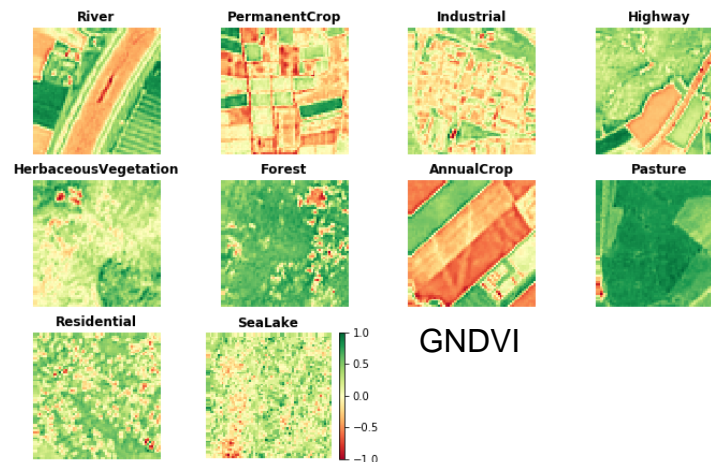 River PermanentCrop Industrial Highway
HerbaceousVegetation Forest AnnualCrop Pasture
Residential SeaLake
1.0
0.5
0.0
−0.5
−1.0
GNDVI